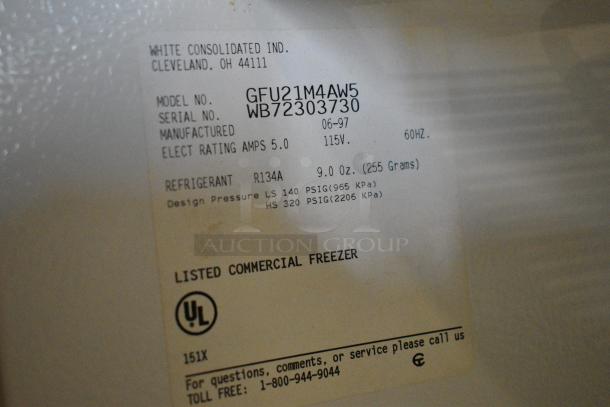 WHITE CONSOLIDATED IND.
CLEVELAND, OH 44111
MODEL NO. GFU21M4AW5
SERIAL NO. WB72303730
MANUFACTURED 06-97
ELECT RATING AMPS 5.0 115V. 60HZ.
REFRIGERANT R134A 9.0 Oz. (255 Grams)
Design Pressure LS 140 PSIG(965 KPa)
HS 320 PSIG(2206 KPa)
AUCTION GROUP
LISTED COMMERCIAL FREEZER
UL
151X
For questions, comments, or service please call us
TOLL FREE: 1-800-944-9044